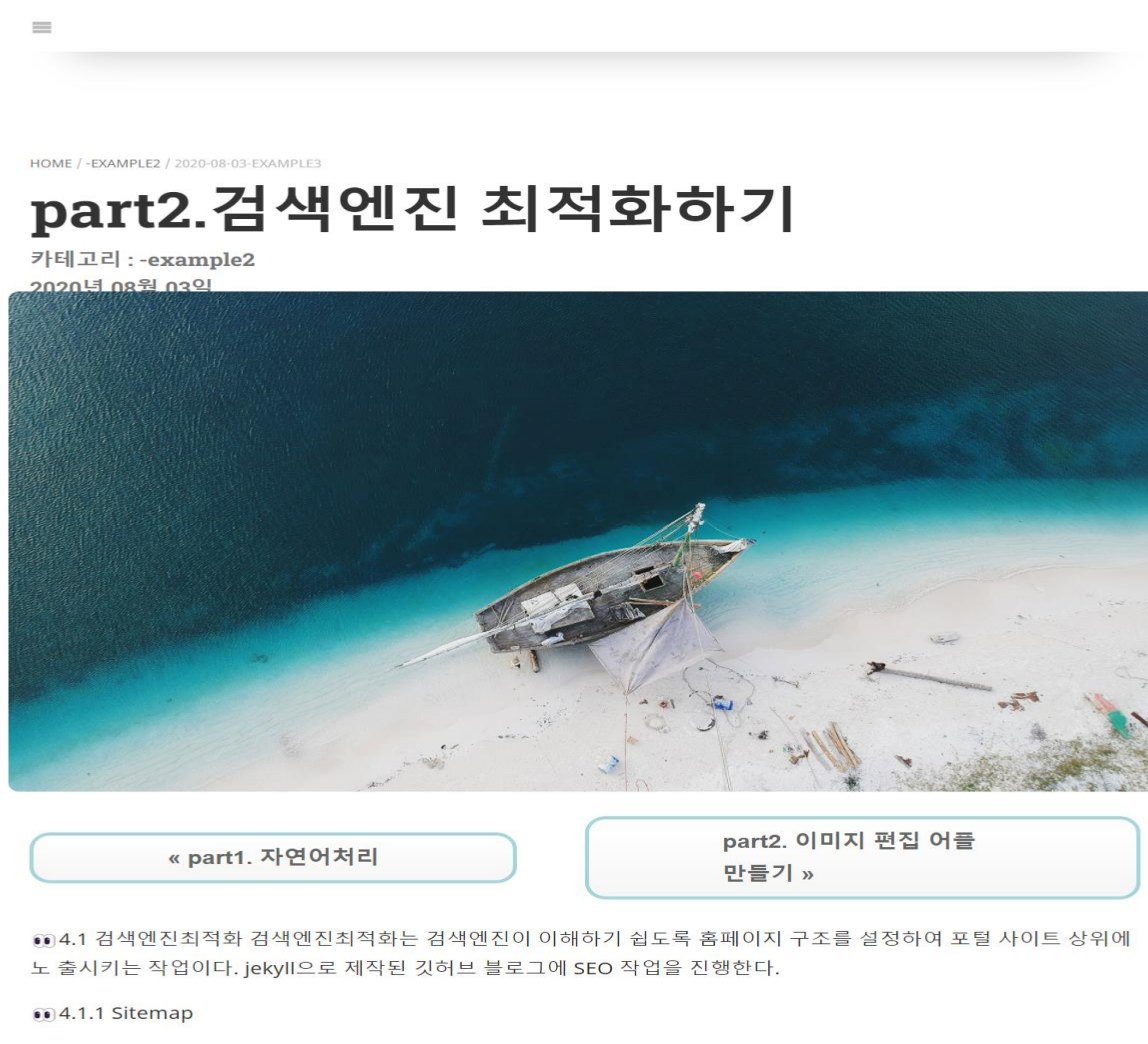 HOME / -EXAMPLE2 / 2020-08-03-EXAMPLE3
part2.검색엔진 최적화하기
카테고리 : -example2
2020년 08월 03일
« part1. 자연어처리
part2. 이미지 편집 어플
만들기 »
👀4.1 검색엔진최적화 검색엔진최적화는 검색엔진이 이해하기 쉽도록 홈페이지 구조를 설정하여 포털 사이트 상위에
노 출시키는 작업이다. jekyll으로 제작된 깃허브 블로그에 SEO 작업을 진행한다.
👀4.1.1 Sitemap